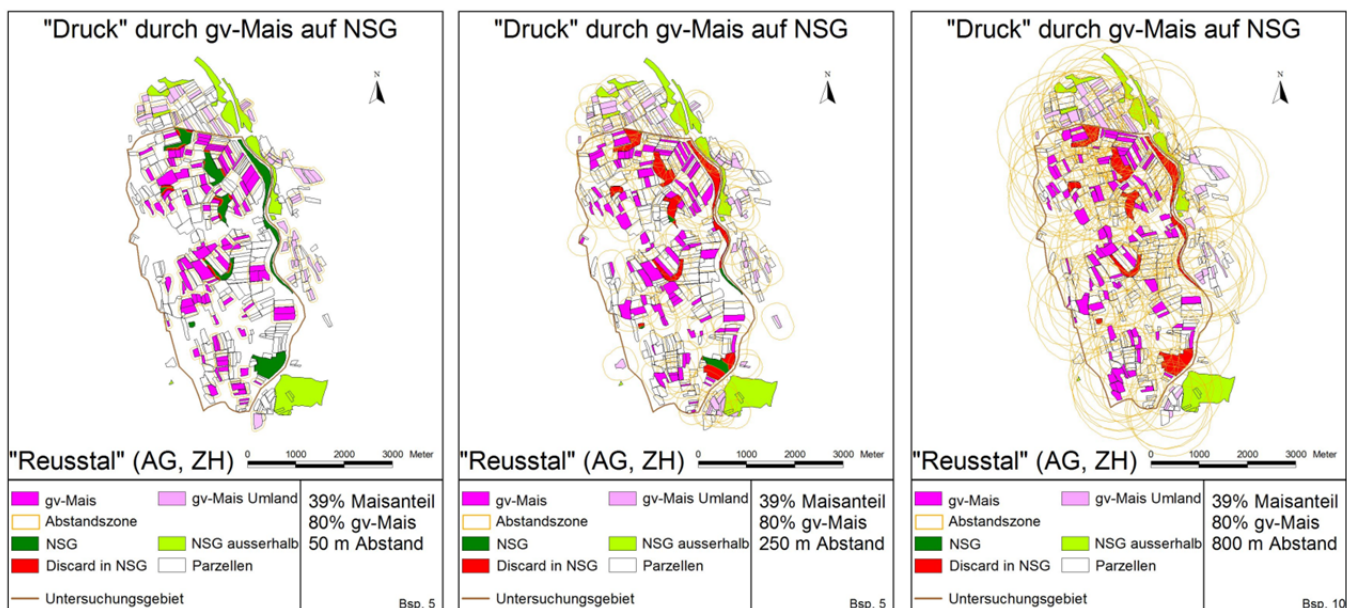 "Druck" durch gv-Mais auf NSG
N
"Reusstal" (AG, ZH)
0 1000 2000 3000 Meter
gv-Mais
gv-Mais Umland
Abstandszone
NSG
NSG ausserhalb
Discard in NSG
Parzellen
Untersuchungsgebiet
39% Maisanteil
80% gv-Mais
50 m Abstand
Bsp. 5
"Druck" durch gv-Mais auf NSG
N
"Reusstal" (AG, ZH)
0 1000 2000 3000 Meter
gv-Mais
gv-Mais Umland
Abstandszone
NSG
NSG ausserhalb
Discard in NSG
Parzellen
Untersuchungsgebiet
39% Maisanteil
80% gv-Mais
250 m Abstand
Bsp. 5
"Druck" durch gv-Mais auf NSG
N
"Reusstal" (AG, ZH)
0 1000 2000 3000 Meter
gv-Mais
gv-Mais Umland
Abstandszone
NSG
NSG ausserhalb
Discard in NSG
Parzellen
Untersuchungsgebiet
39% Maisanteil
80% gv-Mais
800 m Abstand
Bsp. 10